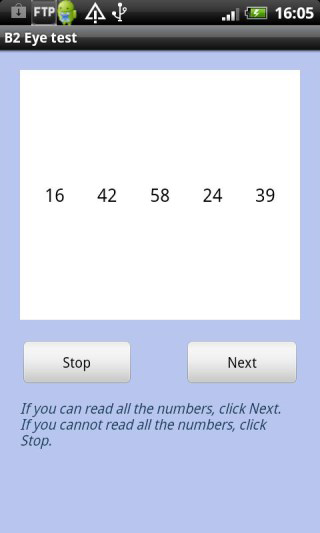 FTP 16:05
B2 Eye test
16 42 58 24 39
Stop Next
If you can read all the numbers, click Next.
If you cannot read all the numbers, click
Stop.